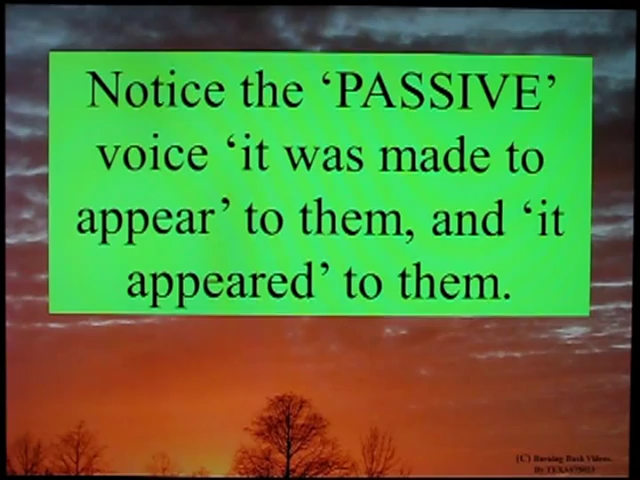 Notice the ‘PASSIVE’
voice ‘it was made to
appear’ to them, and ‘it
appeared’ to them.
(C) Burning Bush Videos.
By